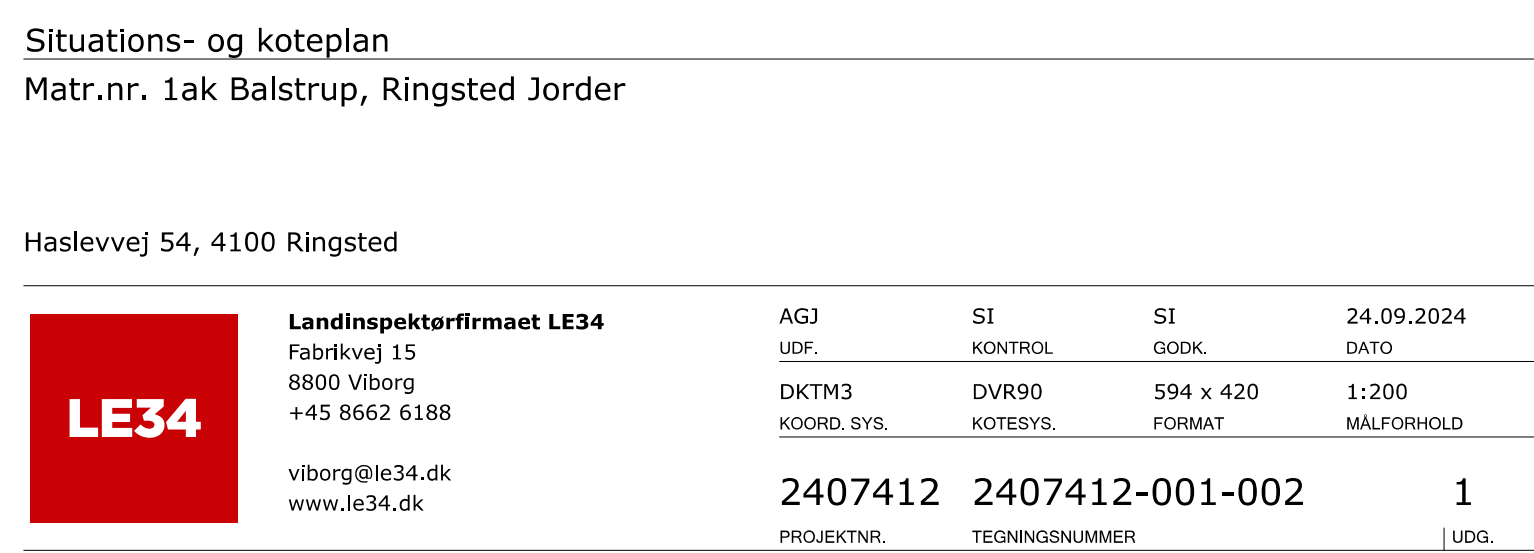 Situations- og koteplan
Matr.nr. 1ak Balstrup, Ringsted Jorder
Haslevvej 54, 4100 Ringsted
LE34
Landinspektørfirmaet LE34
Fabrikvej 15
8800 Viborg
+45 8662 6188
viborg@le34.dk
www.le34.dk
AGJ SI SI 24.09.2024
UDF. KONTROL GODK. DATO
DKTM3 DVR90 594 x 420 1:200
KOORD. SYS. KOTESYS. FORMAT MÅLFORHOLD
2407412 2407412-001-002 1
PROJEKTNR. TEGNINGSNUMMER UDG.